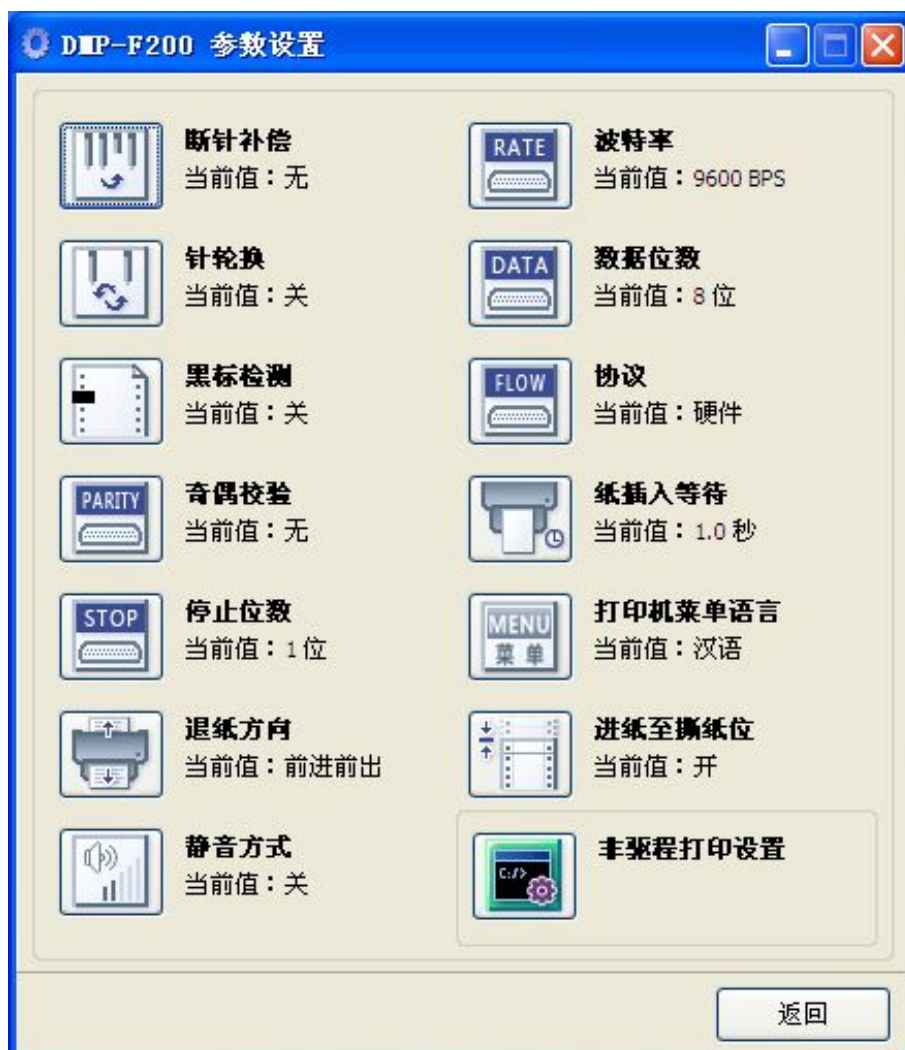 DMP-F200 参数设置
断针补偿
当前值：无
RATE
波特率
当前值：9600 BPS
针轮换
当前值：关
DATA
数据位数
当前值：8 位
黑标检测
当前值：关
FLOW
协议
当前值：硬件
PARITY
奇偶校验
当前值：无
纸插入等待
当前值：1.0 秒
STOP
停止位数
当前值：1 位
MENU
菜单
打印机菜单语言
当前值：汉语
退纸方向
当前值：前进前出
进纸至撕纸位
当前值：开
静音方式
当前值：关
C:/>
非驱程打印设置
返回